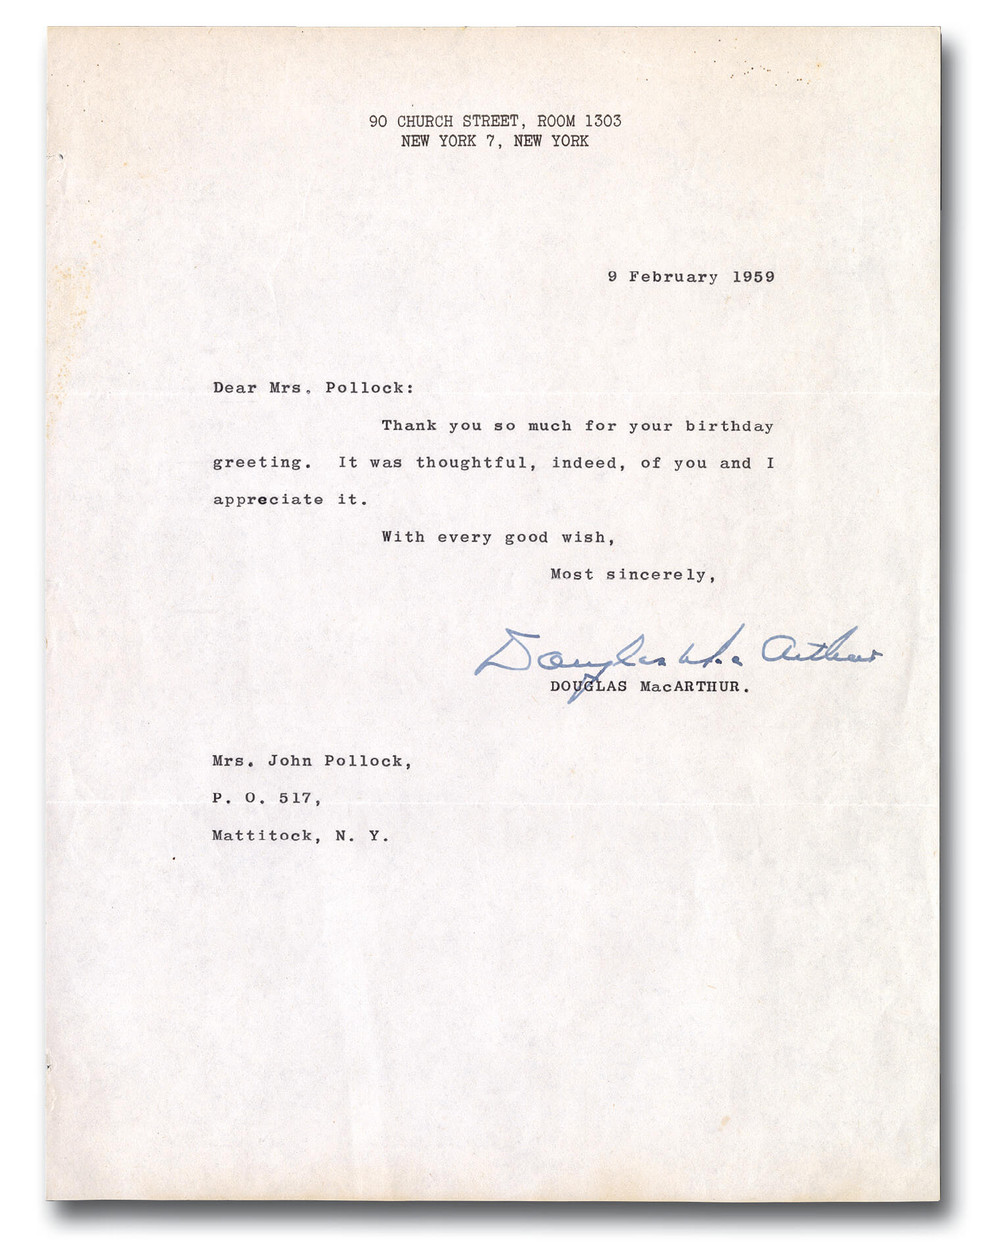 90 CHURCH STREET, ROOM 1303
NEW YORK 7, NEW YORK
9 February 1959
Dear Mrs. Pollock:
Thank you so much for your birthday
greeting. It was thoughtful, indeed, of you and I
appreciate it.
With every good wish,
Most sincerely,
Douglas MacArthur
DOUGLAS MacARTHUR.
Mrs. John Pollock,
P. O. 517,
Mattitock, N. Y.